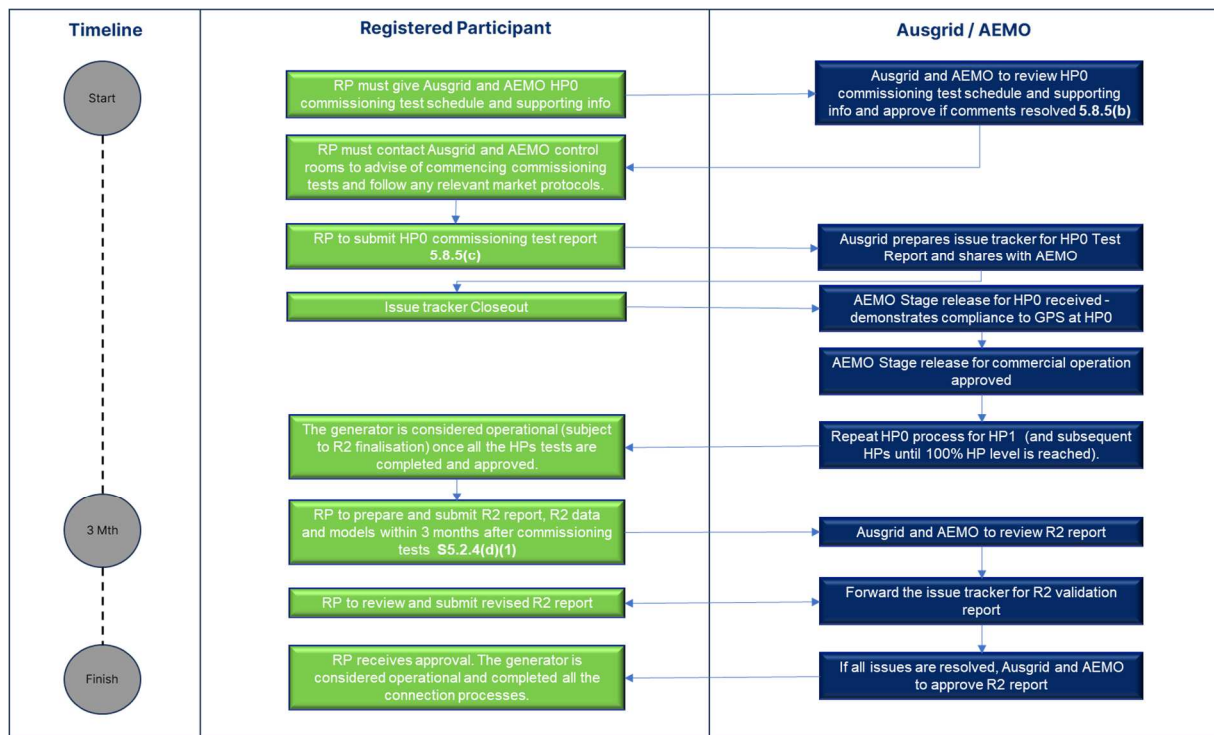 Timeline
Registered Participant
Ausgrid / AEMO
Start
RP must give Ausgrid and AEMO HP0
commissioning test schedule and supporting info
Ausgrid and AEMO to review HP0
commissioning test schedule and supporting
info and approve if comments resolved 5.8.5(b)
RP must contact Ausgrid and AEMO control
rooms to advise of commencing commissioning
tests and follow any relevant market protocols.
RP to submit HP0 commissioning test report
5.8.5(c)
Ausgrid prepares issue tracker for HP0 Test
Report and shares with AEMO
Issue tracker Closeout
AEMO Stage release for HP0 received -
demonstrates compliance to GPS at HP0
AEMO Stage release for commercial operation
approved
Repeat HP0 process for HP1 (and subsequent
HPs until 100% HP level is reached).
The generator is considered operational (subject
to R2 finalisation) once all the HPs tests are
completed and approved.
3 Mth
RP to prepare and submit R2 report, R2 data
and models within 3 months after commissioning
tests S5.2.4(d)(1)
Ausgrid and AEMO to review R2 report
Forward the issue tracker for R2 validation
report
RP to review and submit revised R2 report
Finish
If all issues are resolved, Ausgrid and AEMO
to approve R2 report
RP receives approval. The generator is
considered operational and completed all the
connection processes.